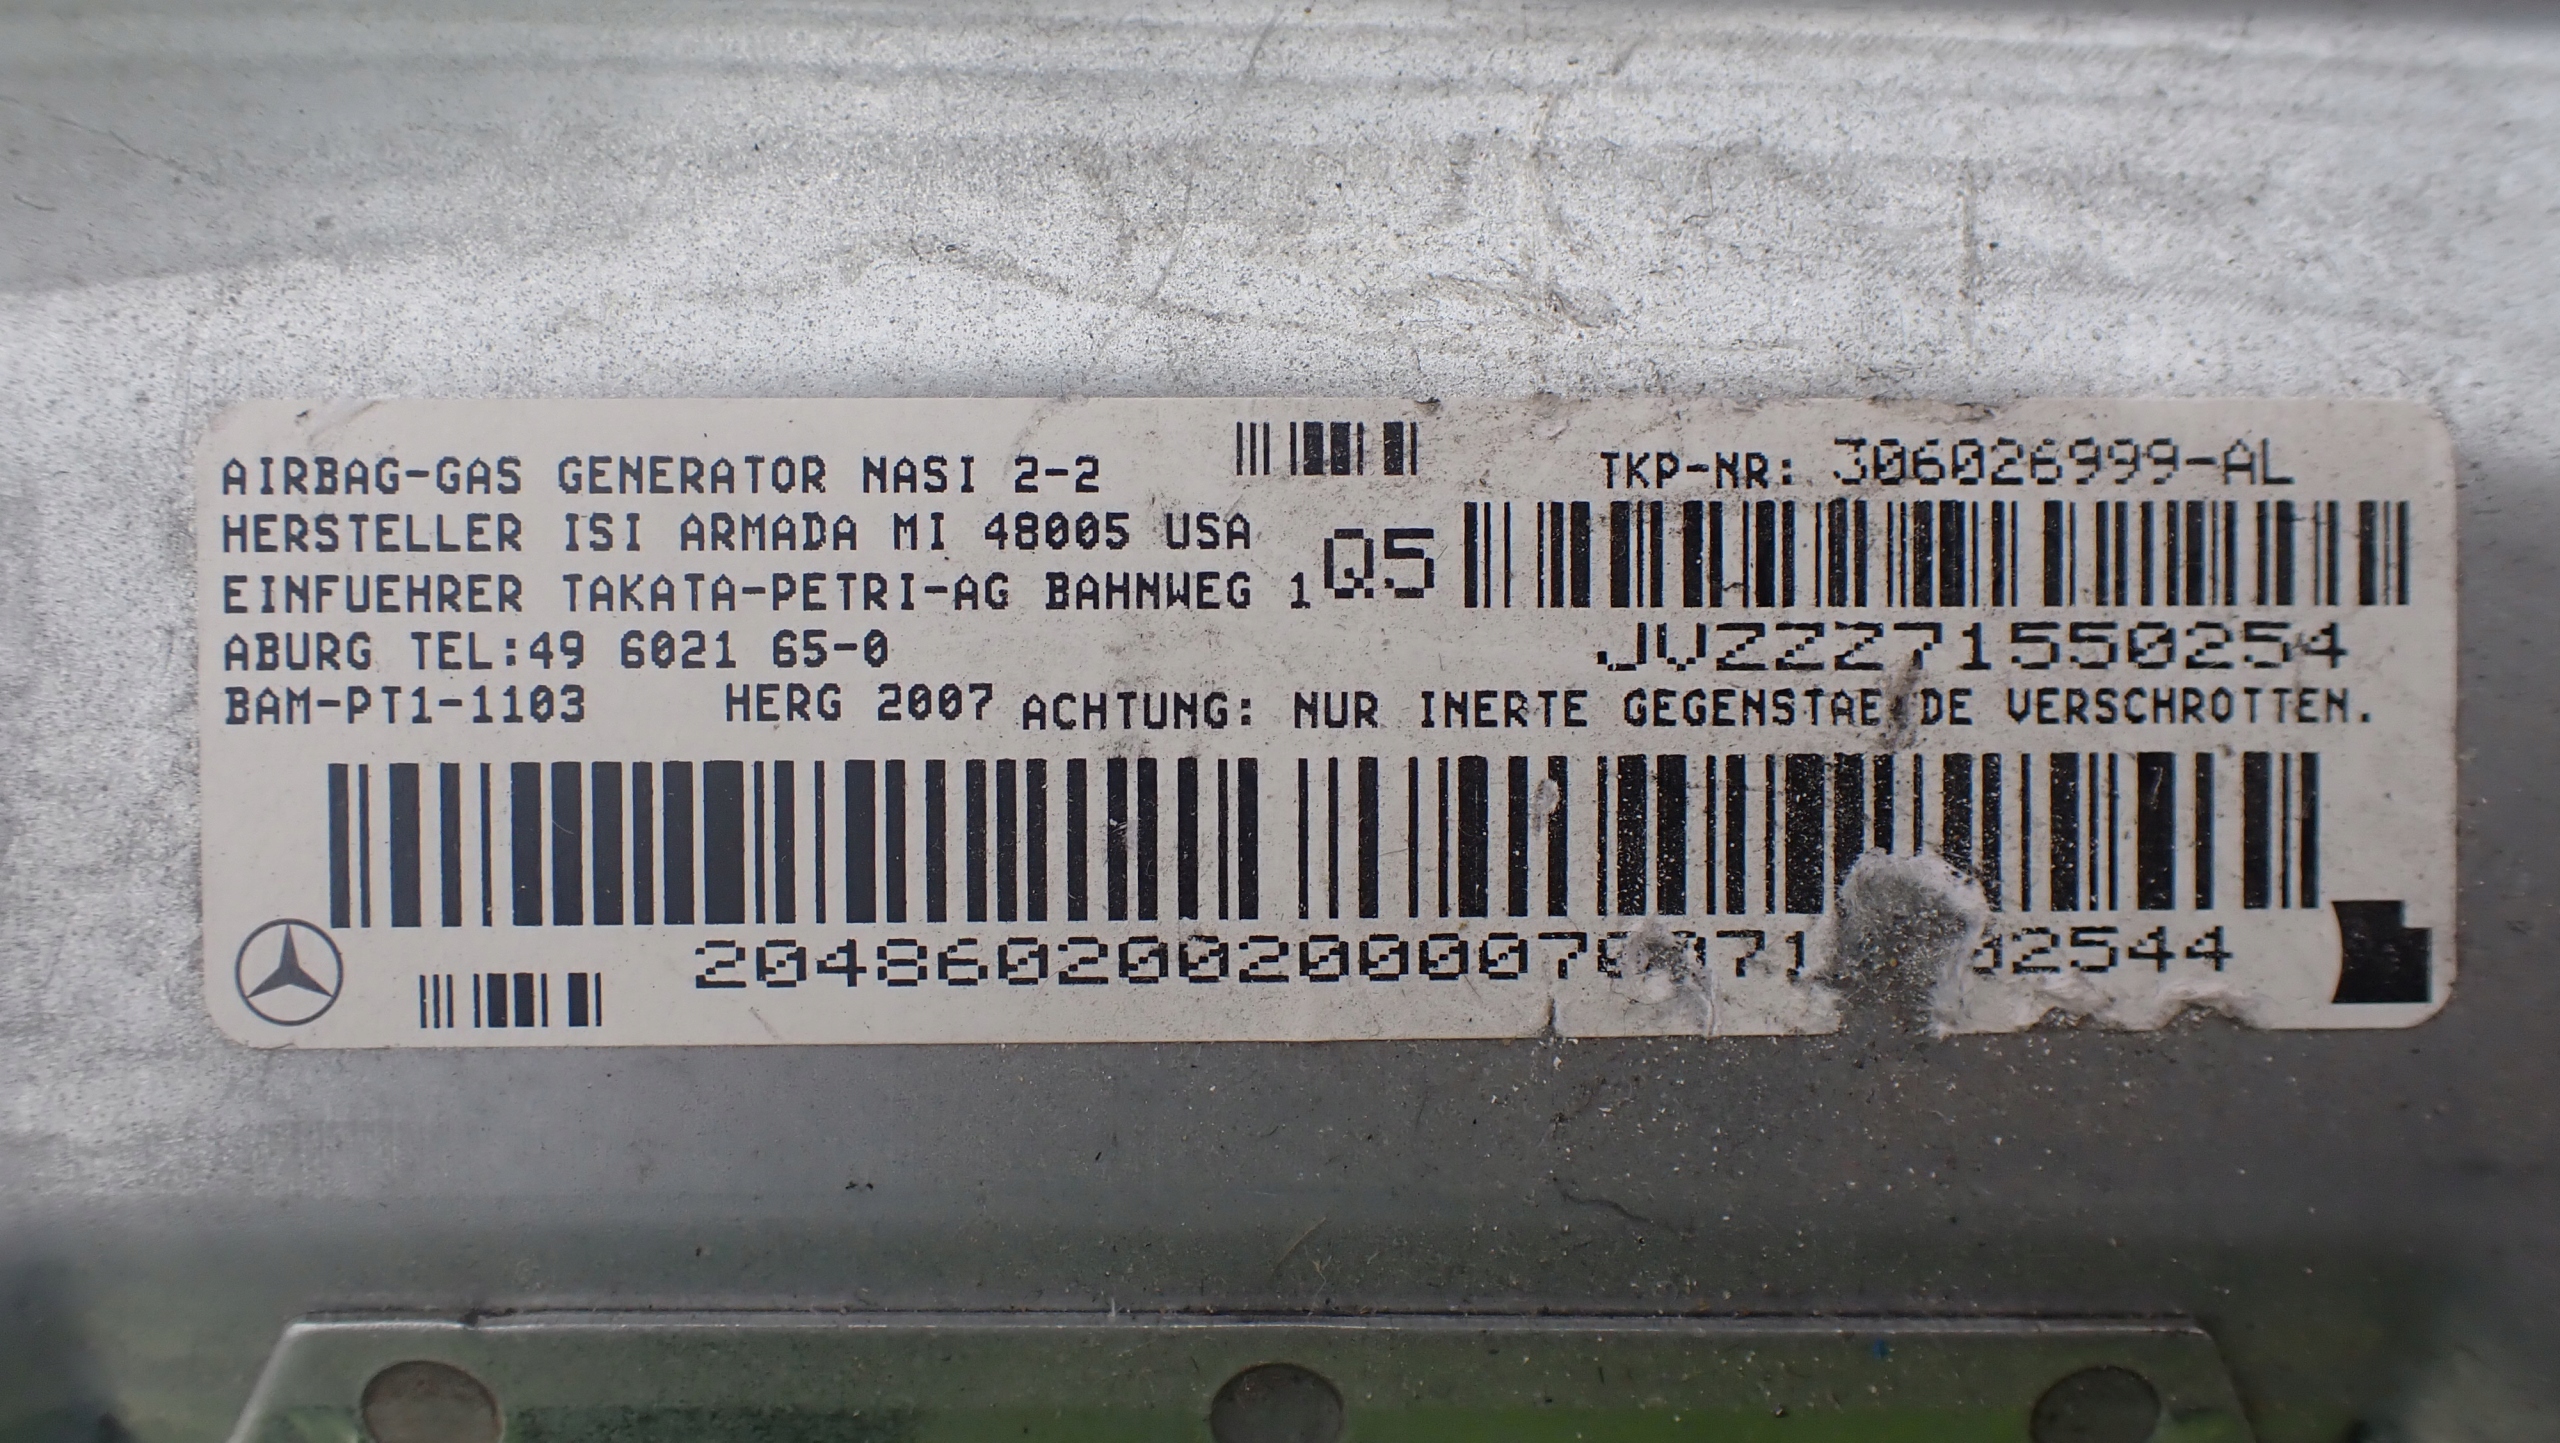 AIRBAG-GAS GENERATOR NASI 2-2
HERSTELLER ISI ARMADA MI 48005 USA
EINFUEHRER TAKATA-PETRI-AG BAHNWEG 1
ABURG TEL:49 6021 65-0
BAM-PT1-1103 HERG 2007
Q5
TKP-NR: 306026999-AL
JVZZZ71550254
ACHTUNG: NUR INERTE GEGENSTAENDE VERSCHROTTEN.